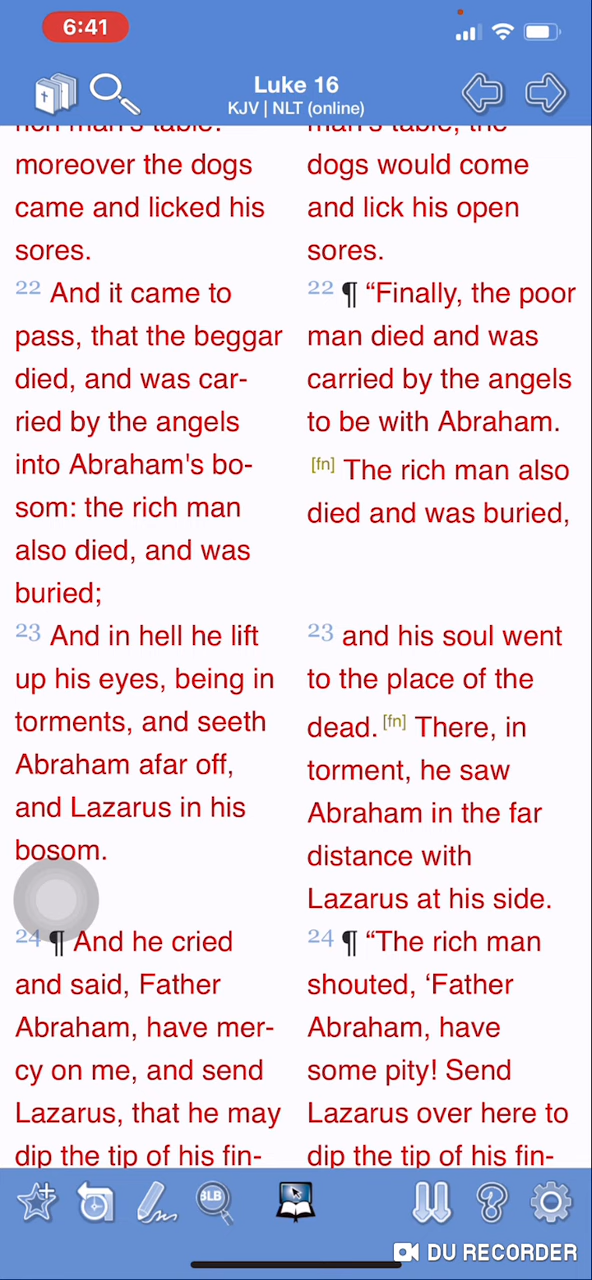 6:41
Luke 16
KJV | NLT (online)
rich man's table:
moreover the dogs
came and licked his
sores.
22 And it came to
pass, that the beggar
died, and was car-
ried by the angels
into Abraham's bo-
som: the rich man
also died, and was
buried;
23 And in hell he lift
up his eyes, being in
torments, and seeth
Abraham afar off,
and Lazarus in his
bosom.
24 ¶ And he cried
and said, Father
Abraham, have mer-
cy on me, and send
Lazarus, that he may
dip the tip of his fin-
man's table, the
dogs would come
and lick his open
sores.
22 ¶ “Finally, the poor
man died and was
carried by the angels
to be with Abraham.
[fn] The rich man also
died and was buried,
23 and his soul went
to the place of the
dead. [fn] There, in
torment, he saw
Abraham in the far
distance with
Lazarus at his side.
24 ¶ “The rich man
shouted, ‘Father
Abraham, have
some pity! Send
Lazarus over here to
dip the tip of his fin-
BLB
DU RECORDER